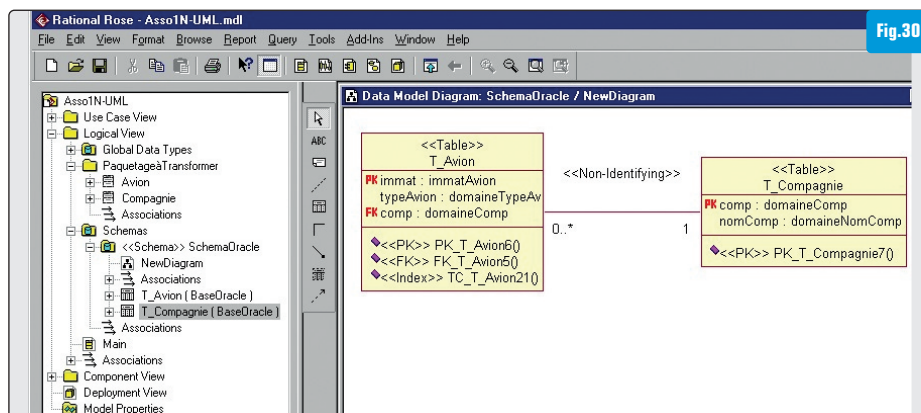 Rational Rose - Asso1N-UML.mdl
Fig.30
File Edit View Format Browse Report Query Tools Add-Ins Window Help
Asso1N-UML
Use Case View
Logical View
Global Data Types
PaquetageàTransformer
Avion
Compagnie
Associations
Schemas
<<Schema>> SchemaOracle
NewDiagram
Associations
T_Avion ( BaseOracle )
T_Compagnie ( BaseOracle )
Associations
Main
Associations
Component View
Deployment View
Model Properties
ABC
Data Model Diagram: SchemaOracle / NewDiagram
<<Table>>
T_Avion
PK immat : immatAvion
typeAvion : domaineTypeAv
FK comp : domaineComp
<<PK>> PK_T_Avion6()
<<FK>> FK_T_Avion5()
<<Index>> TC_T_Avion21()
<<Non-Identifying>>
0..*
1
<<Table>>
T_Compagnie
PK comp : domaineComp
nomComp : domaineNomComp
<<PK>> PK_T_Compagnie7()